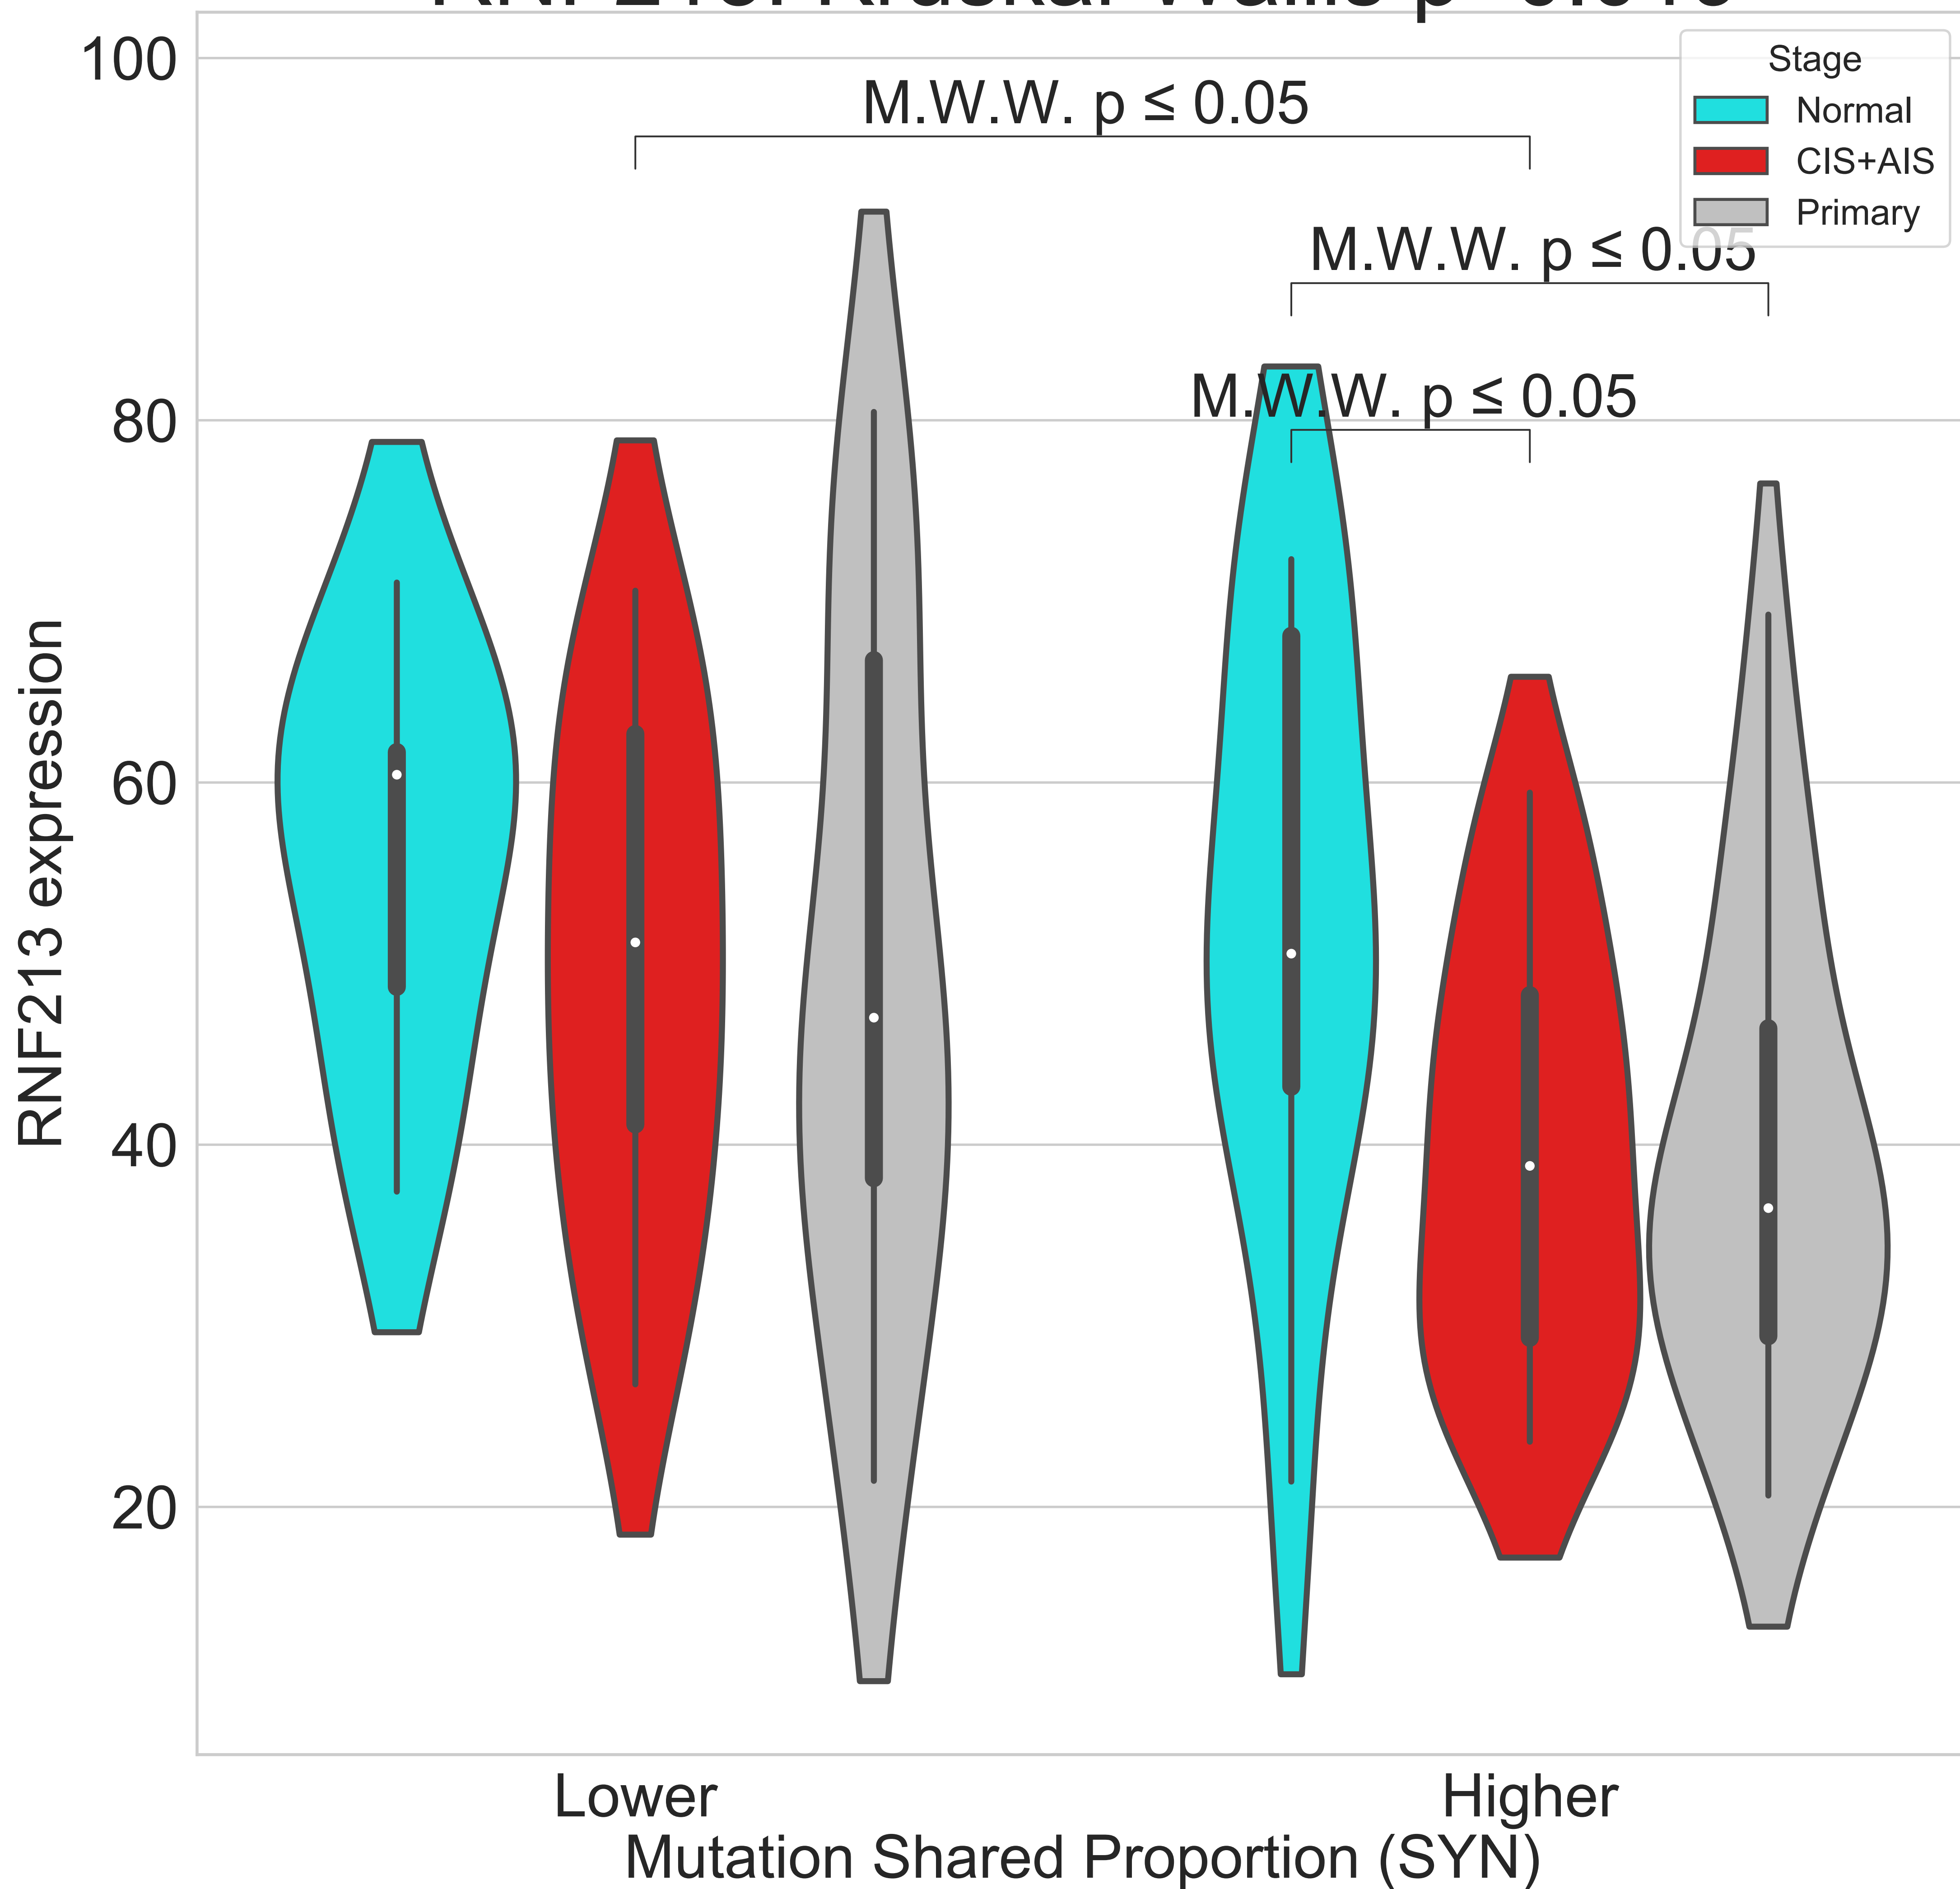 100
M.W.W. p ≤ 0.05
Stage
Normal
CIS+AIS
Primary
M.W.W. p ≤ 0.05
M.W.W. p ≤ 0.05
80
60
40
20
RNF213 expression
Lower
Higher
Mutation Shared Proportion (SYN)